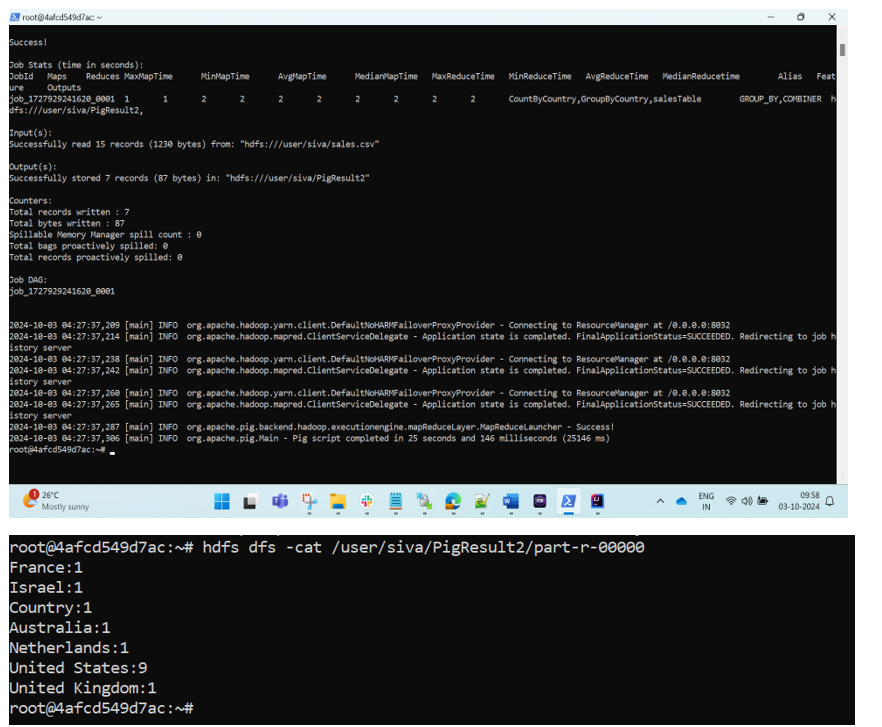 root@4afcd549d7ac: ~
Success!
Job Stats (time in seconds):
JobId Maps Reduces MaxMapTime MinMapTime AvgMapTime MedianMapTime MaxReduceTime MinReduceTime AvgReduceTime MedianReducetime Alias Feat
ure Outputs
job_1727929241620_0001 1 1 2 2 2 2 2 2 2 2 CountByCountry,GroupByCountry,salesTable GROUP_BY,COMBINER h
dfs:///user/siva/PigResult2,
Input(s):
Successfully read 15 records (1230 bytes) from: "hdfs:///user/siva/sales.csv"
Output(s):
Successfully stored 7 records (87 bytes) in: "hdfs:///user/siva/PigResult2"
Counters:
Total records written : 7
Total bytes written : 87
Spillable Memory Manager spill count : 0
Total bags proactively spilled: 0
Total records proactively spilled: 0
Job DAG:
job_1727929241620_0001
2024-10-03 04:27:37,209 [main] INFO org.apache.hadoop.yarn.client.DefaultNoHARMFailoverProxyProvider - Connecting to ResourceManager at /0.0.0.0:8032
2024-10-03 04:27:37,214 [main] INFO org.apache.hadoop.mapred.ClientServiceDelegate - Application state is completed. FinalApplicationStatus=SUCCEEDED. Redirecting to job h
istory server
2024-10-03 04:27:37,238 [main] INFO org.apache.hadoop.yarn.client.DefaultNoHARMFailoverProxyProvider - Connecting to ResourceManager at /0.0.0.0:8032
2024-10-03 04:27:37,242 [main] INFO org.apache.hadoop.mapred.ClientServiceDelegate - Application state is completed. FinalApplicationStatus=SUCCEEDED. Redirecting to job h
istory server
2024-10-03 04:27:37,260 [main] INFO org.apache.hadoop.yarn.client.DefaultNoHARMFailoverProxyProvider - Connecting to ResourceManager at /0.0.0.0:8032
2024-10-03 04:27:37,265 [main] INFO org.apache.hadoop.mapred.ClientServiceDelegate - Application state is completed. FinalApplicationStatus=SUCCEEDED. Redirecting to job h
istory server
2024-10-03 04:27:37,287 [main] INFO org.apache.pig.backend.hadoop.executionengine.mapReduceLayer.MapReduceLauncher - Success!
2024-10-03 04:27:37,306 [main] INFO org.apache.pig.Main - Pig script completed in 25 seconds and 146 milliseconds (25146 ms)
root@4afcd549d7ac:~#
1 26°C ENG 09:58
Mostly sunny IN 03-10-2024
root@4afcd549d7ac:~# hdfs dfs -cat /user/siva/PigResult2/part-r-00000
France:1
Israel:1
Country:1
Australia:1
Netherlands:1
United States:9
United Kingdom:1
root@4afcd549d7ac:~#